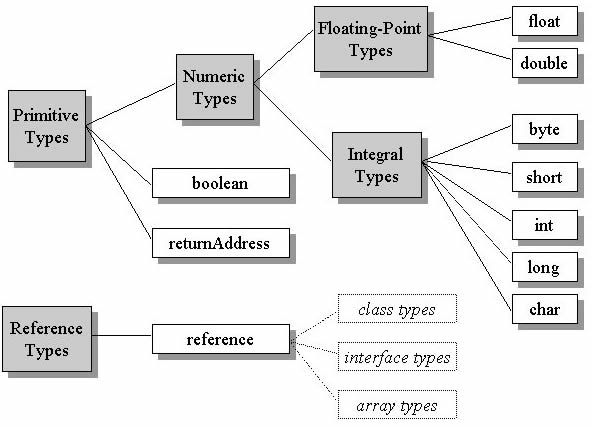 Primitive
Types
Numeric
Types
Floating-Point
Types
float
double
Integral
Types
byte
short
int
long
char
boolean
returnAddress
Reference
Types
reference
class types
interface types
array types